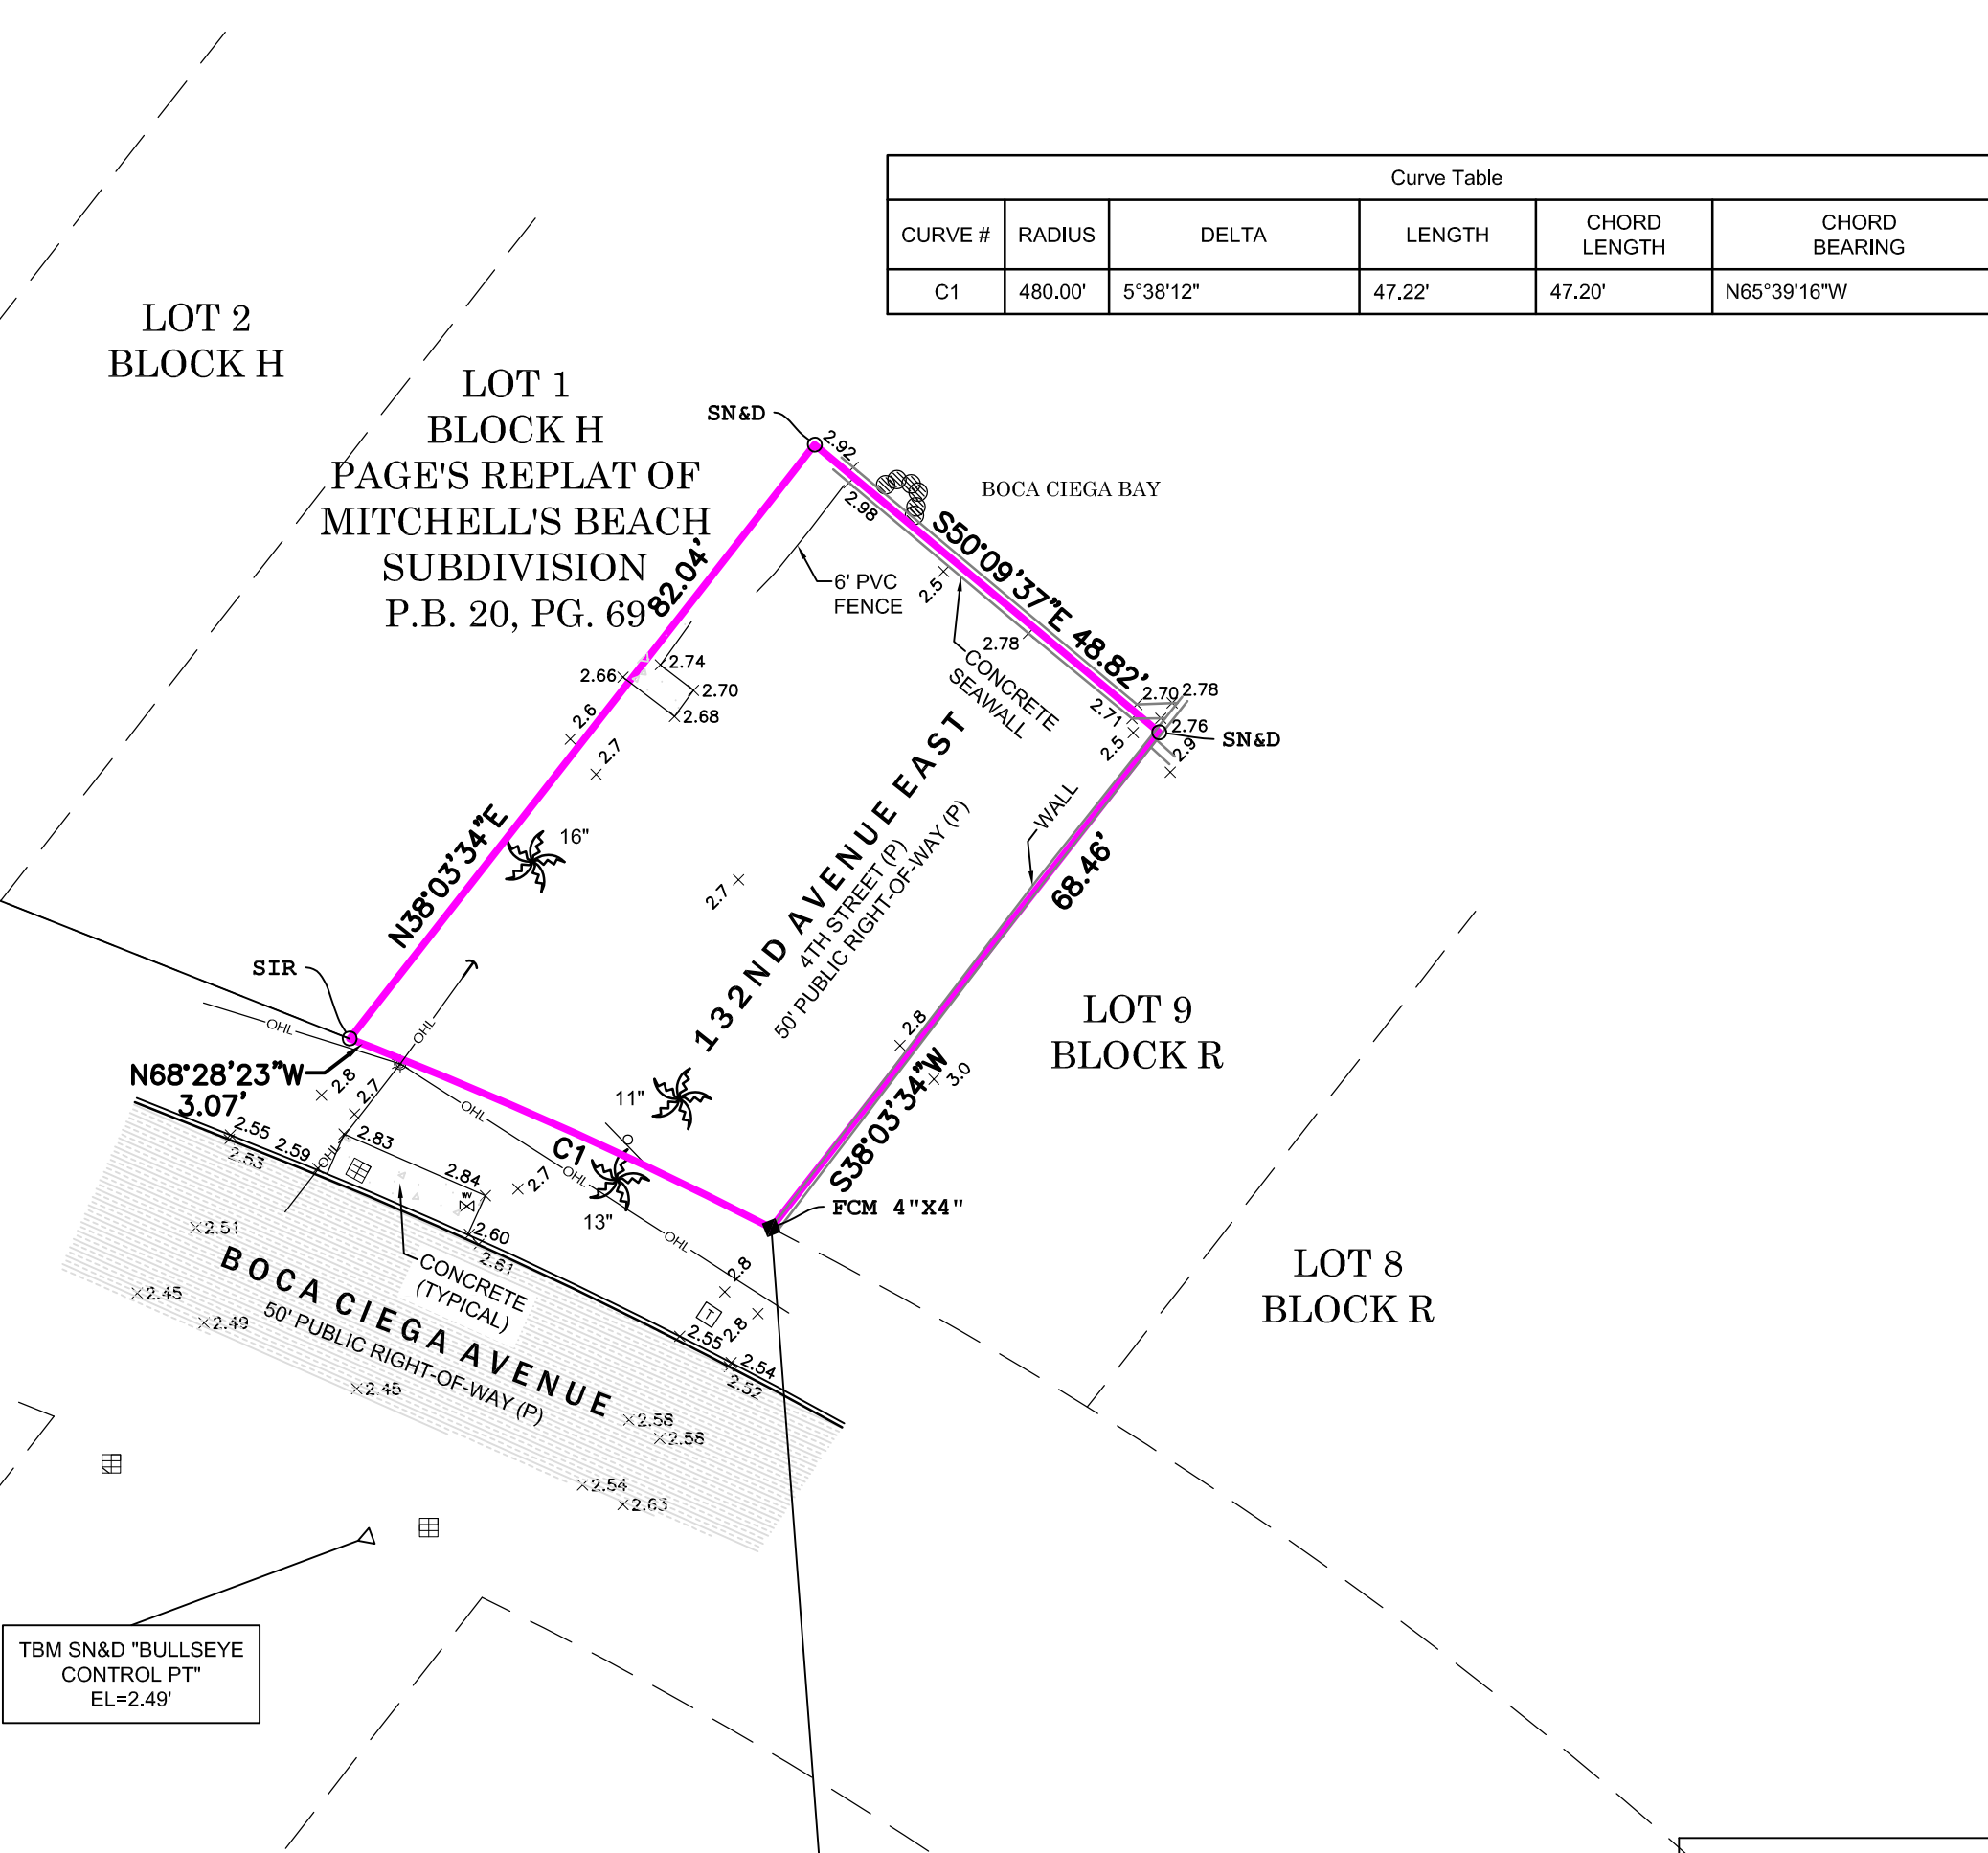 Curve Table
CURVE # RADIUS DELTA LENGTH CHORD LENGTH CHORD BEARING
C1 480.00' 5°38'12" 47.22' 47.20' N65°39'16"W
LOT 2
BLOCK H
LOT 1
BLOCK H
PAGE'S REPLAT OF
MITCHELL'S BEACH
SUBDIVISION
P.B. 20, PG. 69
SN&D
2.92
2.98
BOCA CIEGA BAY
S50°09'37"E 48.82'
82.04'
6' PVC
FENCE
2.5
2.78
CONCRETE
SEAWALL
2.66
2.74
2.70
2.68
2.70
2.78
2.71
2.76
2.5
2.9
SN&D
2.6
2.7
N38°03'34"E
16"
2.7
132ND AVENUE EAST
4TH STREET (P)
50' PUBLIC RIGHT-OF-WAY (P)
WALL
68.46'
SIR
OHL
OHL
LOT 9
BLOCK R
2.8
3.0
S38°03'34"W
N68°28'23"W
3.07'
2.8
2.7
OHL
11"
2.55
2.53
2.59
OHL
2.83
2.84
WV
2.7
C1
OHL
13"
OHL
FCM 4"X4"
2.60
2.61
2.51
2.45
2.49
CONCRETE
(TYPICAL)
BOCA CIEGA AVENUE
50' PUBLIC RIGHT-OF-WAY (P)
2.8
T
2.8
2.55
2.54
2.52
LOT 8
BLOCK R
2.45
2.58
2.58
2.54
2.63
TBM SN&D "BULLSEYE
CONTROL PT"
EL=2.49'